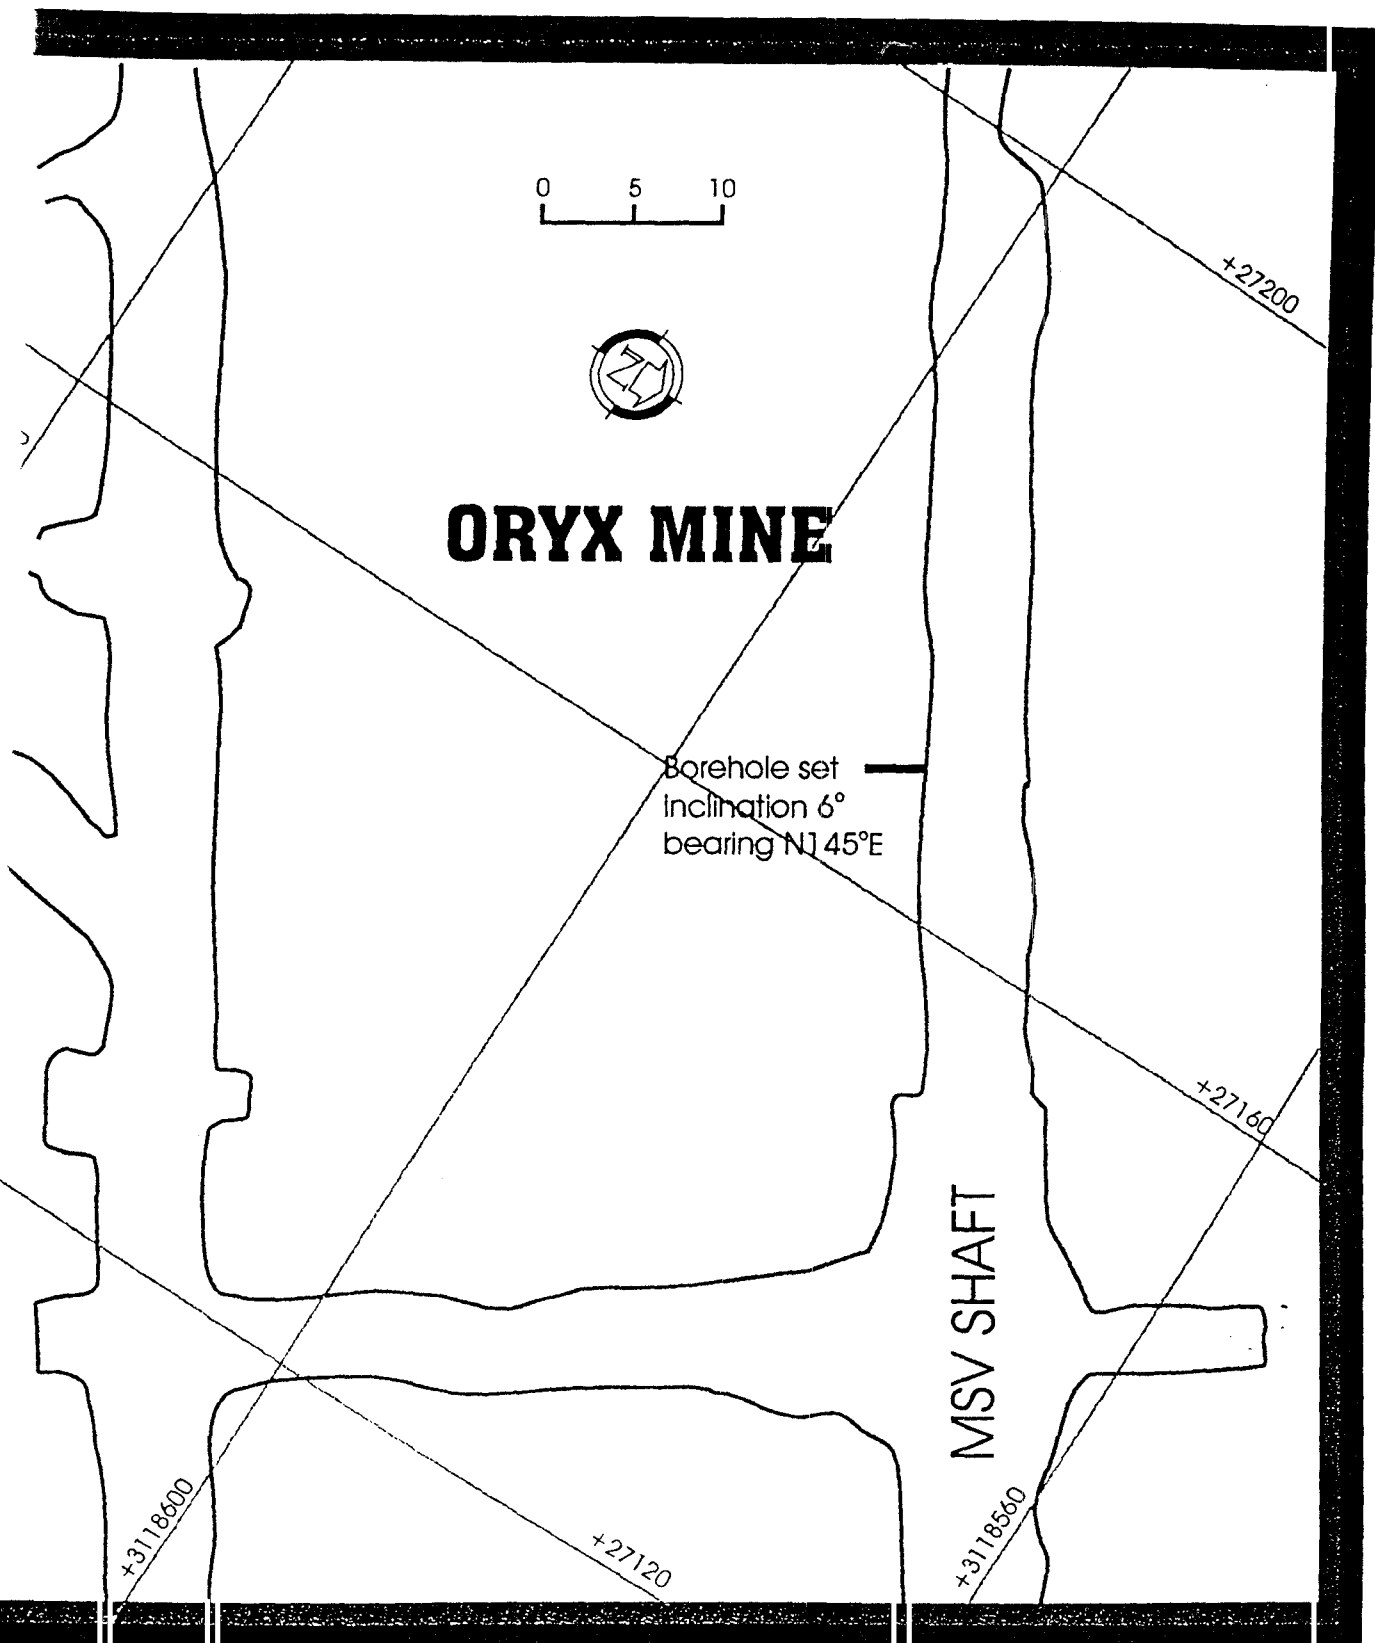 0 5 10
+27200
N
ORYX MINE
Borehole set
inclination 6°
bearing N145°E
+27160
MSV SHAFT
+3118600
+27120
+3118560